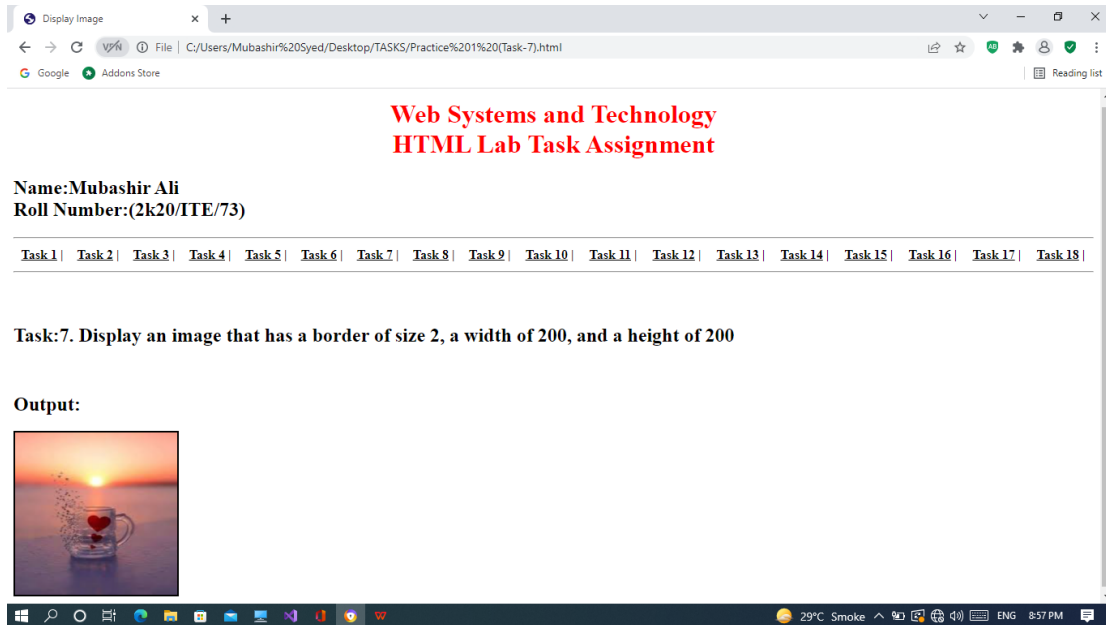 Display Image
VPN File C:/Users/Mubashir%20Syed/Desktop/TASKS/Practice%201%20(Task-7).html AB
Google Addons Store Reading list
Web Systems and Technology
HTML Lab Task Assignment
Name:Mubashir Ali
Roll Number:(2k20/ITE/73)
Task 1 | Task 2 | Task 3 | Task 4 | Task 5 | Task 6 | Task 7 | Task 8 | Task 9 | Task 10 | Task 11 | Task 12 | Task 13 | Task 14 | Task 15 | Task 16 | Task 17 | Task 18 |
Task:7. Display an image that has a border of size 2, a width of 200, and a height of 200
Output:
29°C Smoke ENG 8:57 PM